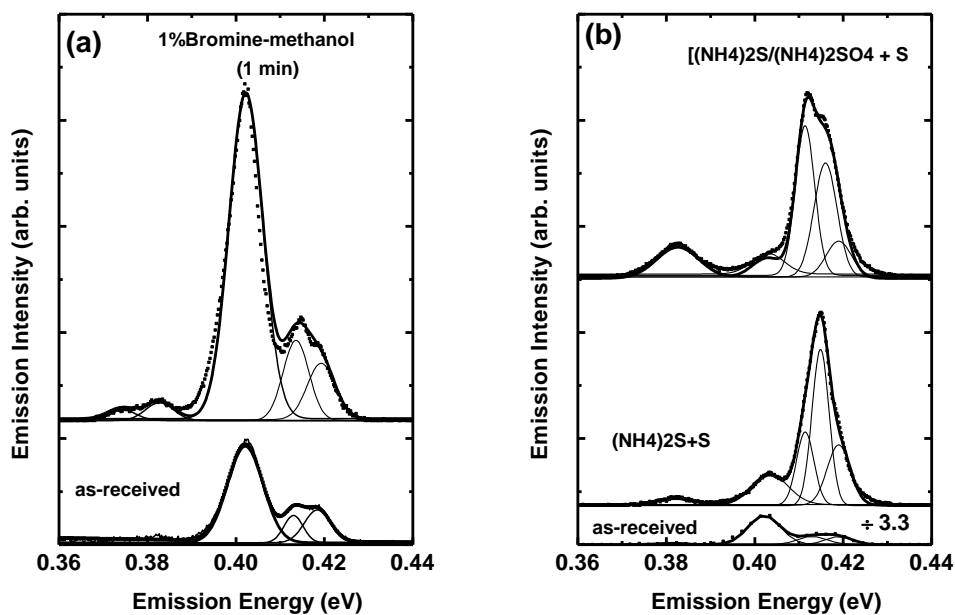 (a)
1%Bromine-methanol
(1 min)
as-received
Emission Intensity (arb. units)
0.36 0.38 0.40 0.42 0.44
Emission Energy (eV)
(b)
[(NH4)2S/(NH4)2SO4 + S
(NH4)2S+S
as-received
÷ 3.3
Emission Intensity (arb. units)
0.36 0.38 0.40 0.42 0.44
Emission Energy (eV)